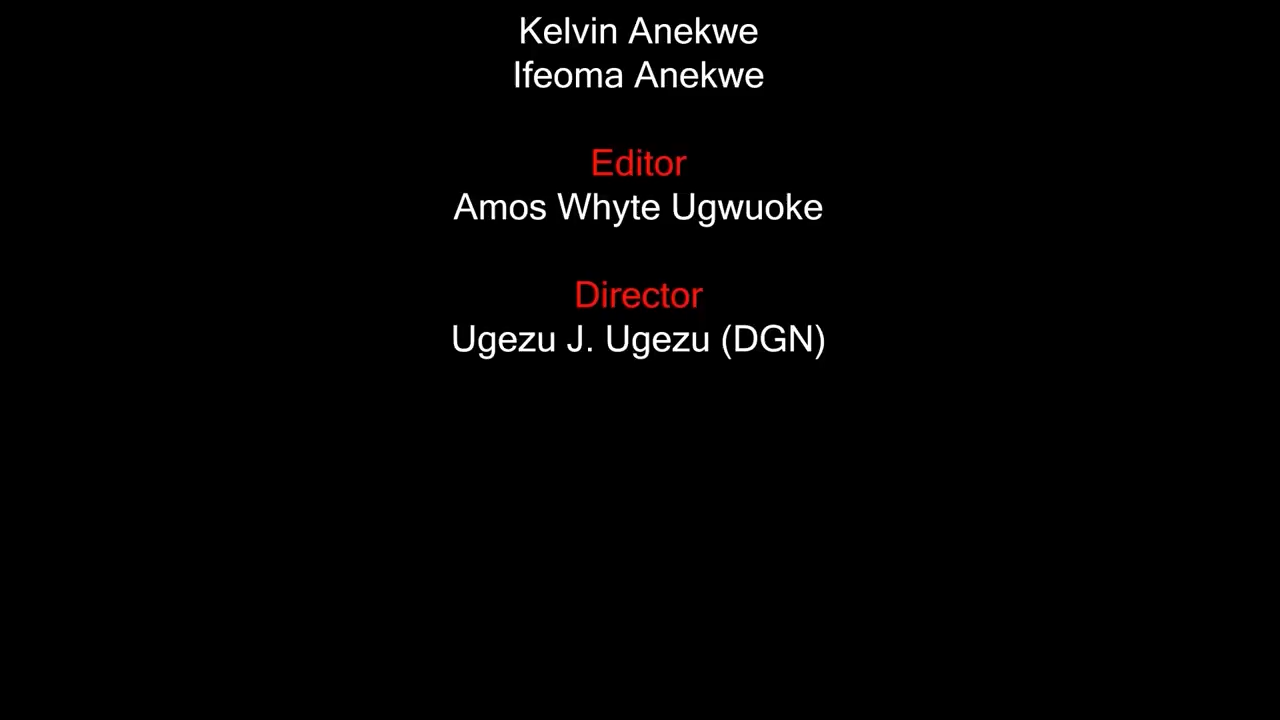 Kelvin Anekwe
Ifeoma Anekwe
Editor
Amos Whyte Ugwuoke
Director
Ugezu J. Ugezu (DGN)